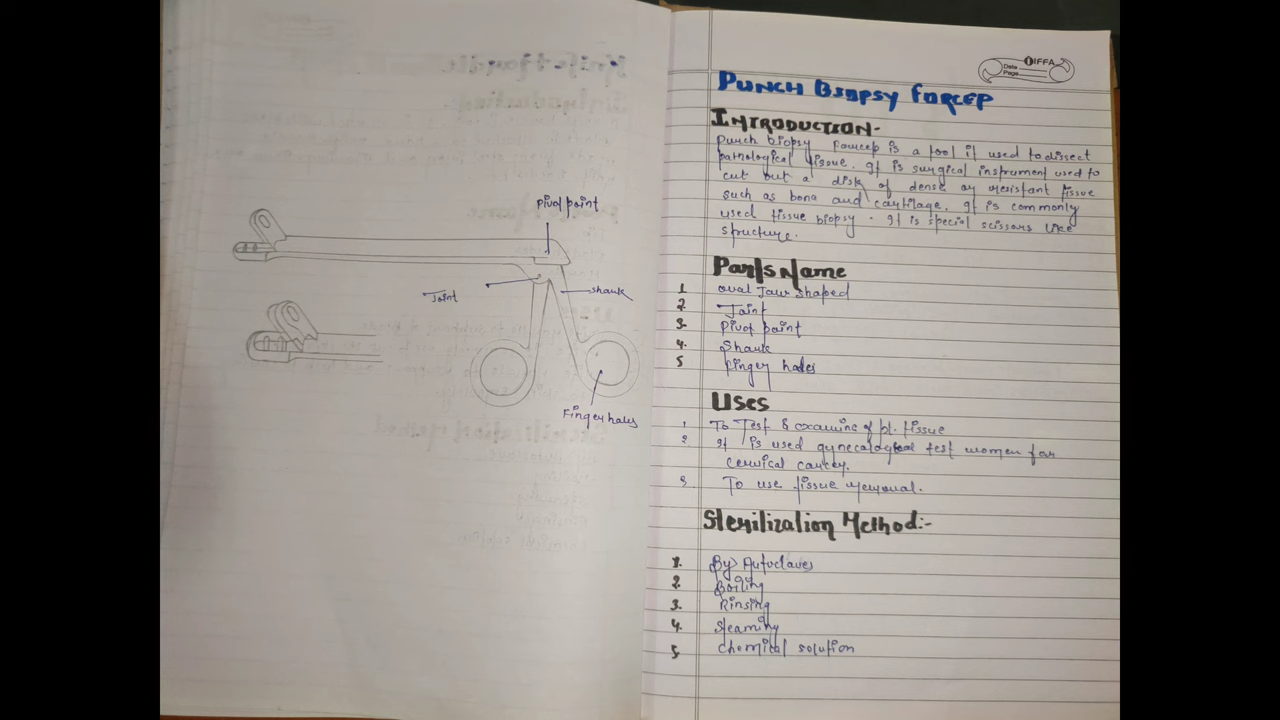 Pivot point
Joint
Shank
Finger holes
IFFA
Date
Page
PUNCH BIOPSY FORCEP
INTRODUCTION-
Punch biopsy Forcep is a tool it used to dissect
pathological tissue. It is surgical instrument used to
cut out a disk of dense or resistant tissue
such as bone and cartilage. It is commonly
used tissue biopsy. It is special scissors like
structure.
Parts Name
1 oval Jaw shaped
2 Joint
3. Pivot point
4. Shank
5 finger holes
USES
1. To Test & examine of pt. tissue
2. It is used gynecological test women for
cervical cancer.
3 To use tissue removal.
Sterilization Method:-
1. By Autoclaves
2. Boiling
3. Rinsing
4. Steaming
5 Chemical solution